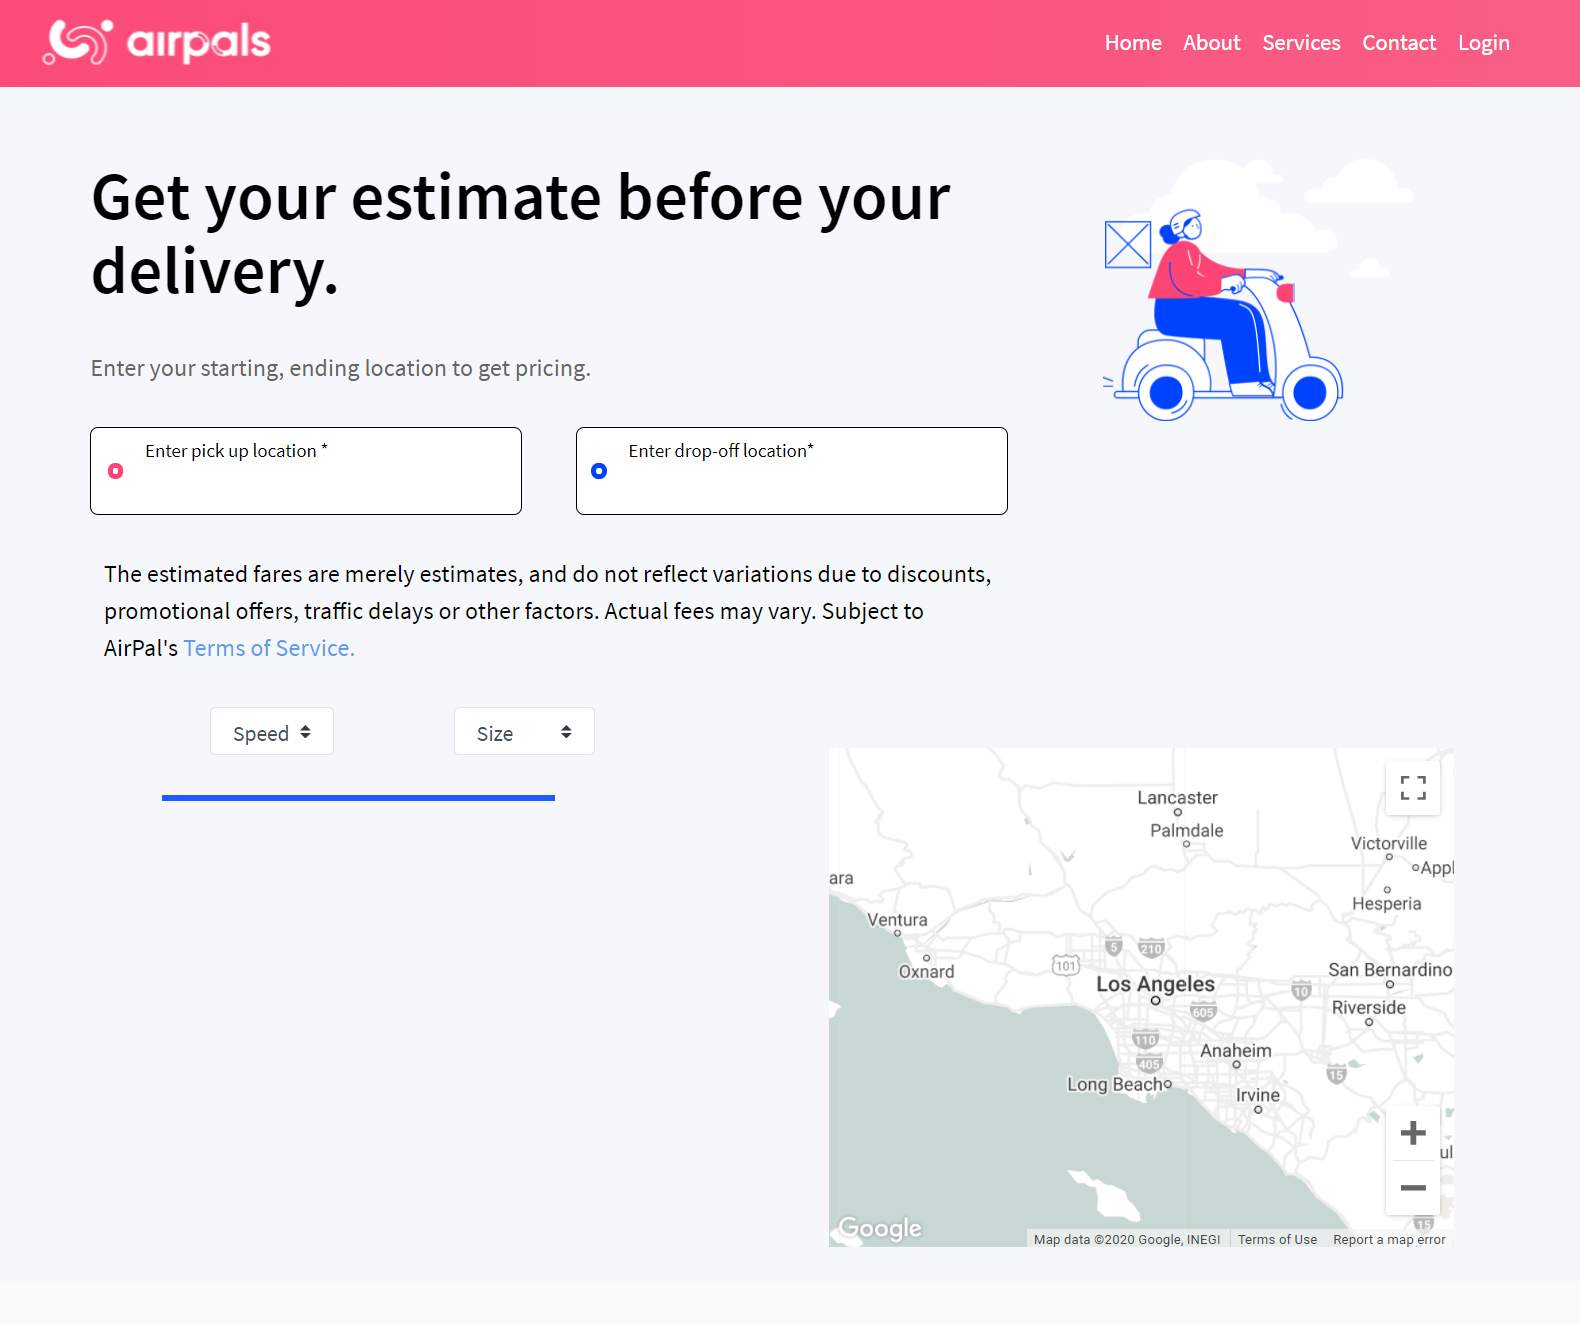 airpals
Home About Services Contact Login
Get your estimate before your
delivery.
Enter your starting, ending location to get pricing.
Enter pick up location *
Enter drop-off location*
The estimated fares are merely estimates, and do not reflect variations due to discounts,
promotional offers, traffic delays or other factors. Actual fees may vary. Subject to
AirPal's Terms of Service.
Speed
Size
Lancaster
Palmdale
Victorville
Appl
ara
Hesperia
Ventura
5
210
101
Oxnard
San Bernardino
Los Angeles
10
605
Riverside
110
Anaheim
405
15
Long Beach
Irvine
ul
15
Google
Map data ©2020 Google, INEGI
Terms of Use
Report a map error